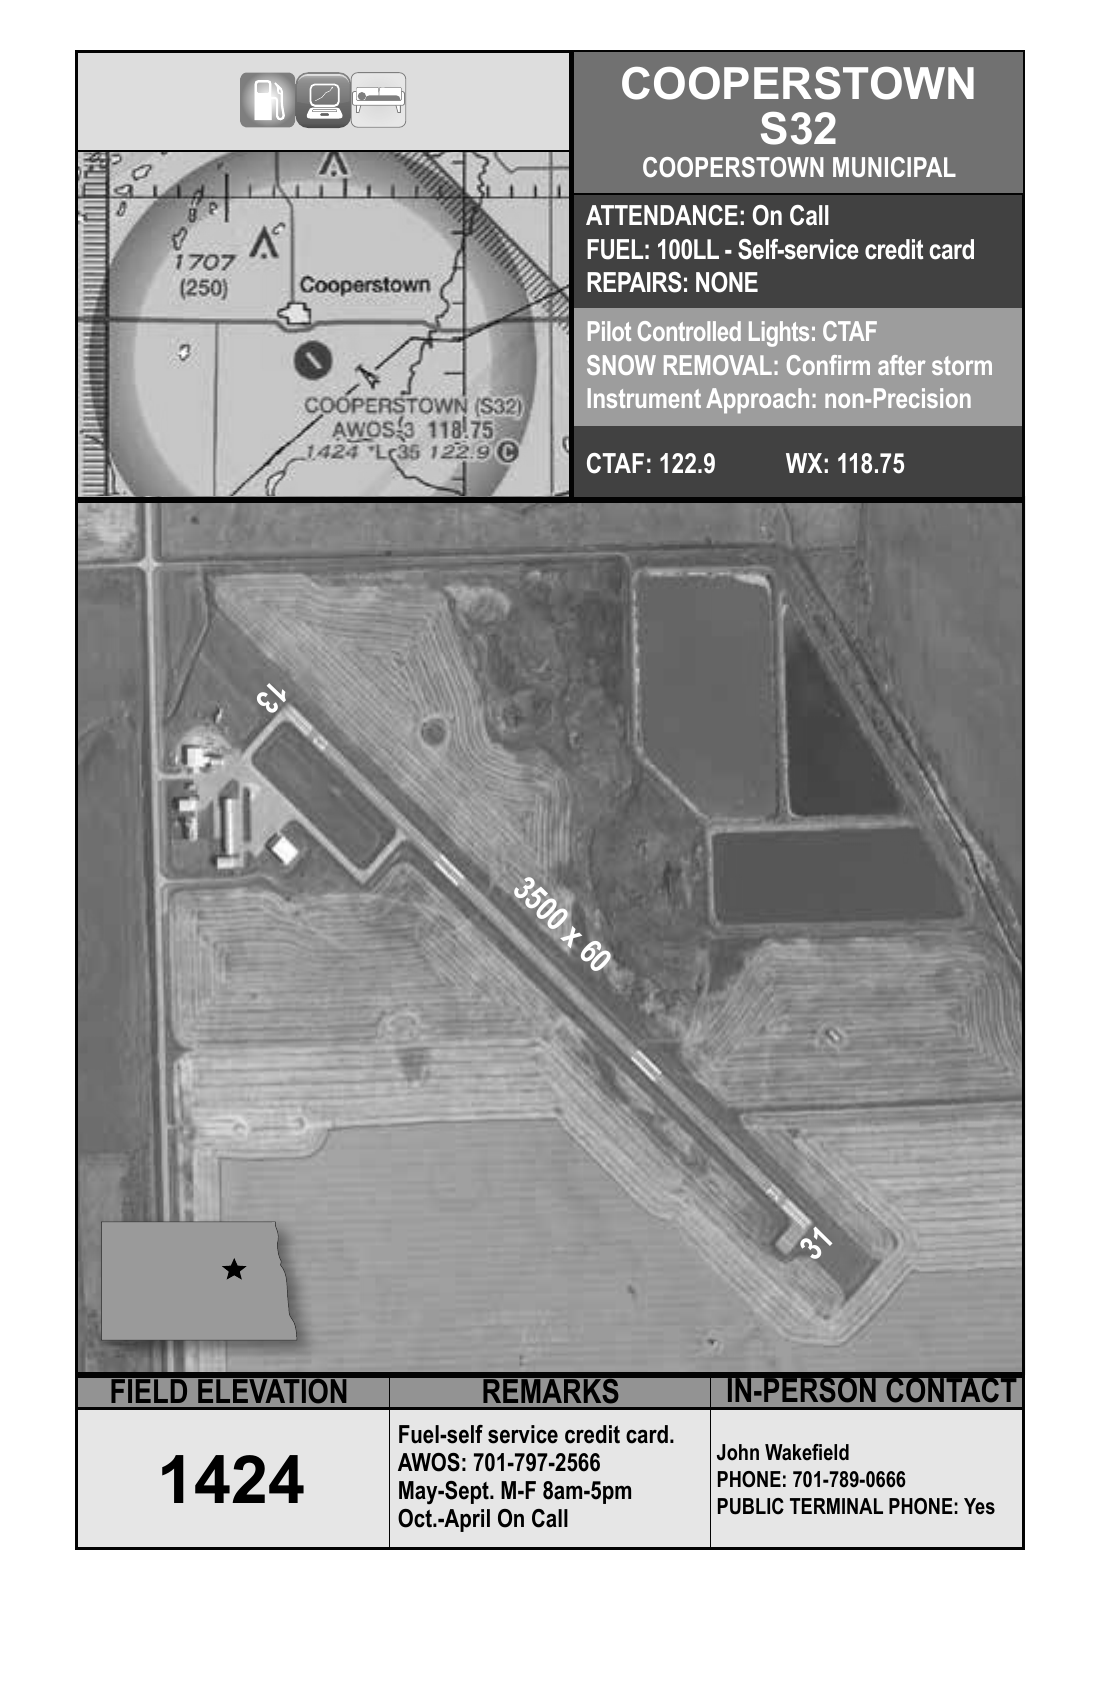 COOPERSTOWN
S32
COOPERSTOWN MUNICIPAL
ATTENDANCE: On Call
FUEL: 100LL - Self-service credit card
REPAIRS: NONE
Pilot Controlled Lights: CTAF
SNOW REMOVAL: Confirm after storm
Instrument Approach: non-Precision
CTAF: 122.9 WX: 118.75
1707
(250)
Cooperstown
COOPERSTOWN (S32)
AWOS-3 118.75
1424 *L 35 122.9 C
13
3500 x 60
31
FIELD ELEVATION
1424
REMARKS
Fuel-self service credit card.
AWOS: 701-797-2566
May-Sept. M-F 8am-5pm
Oct.-April On Call
IN-PERSON CONTACT
John Wakefield
PHONE: 701-789-0666
PUBLIC TERMINAL PHONE: Yes